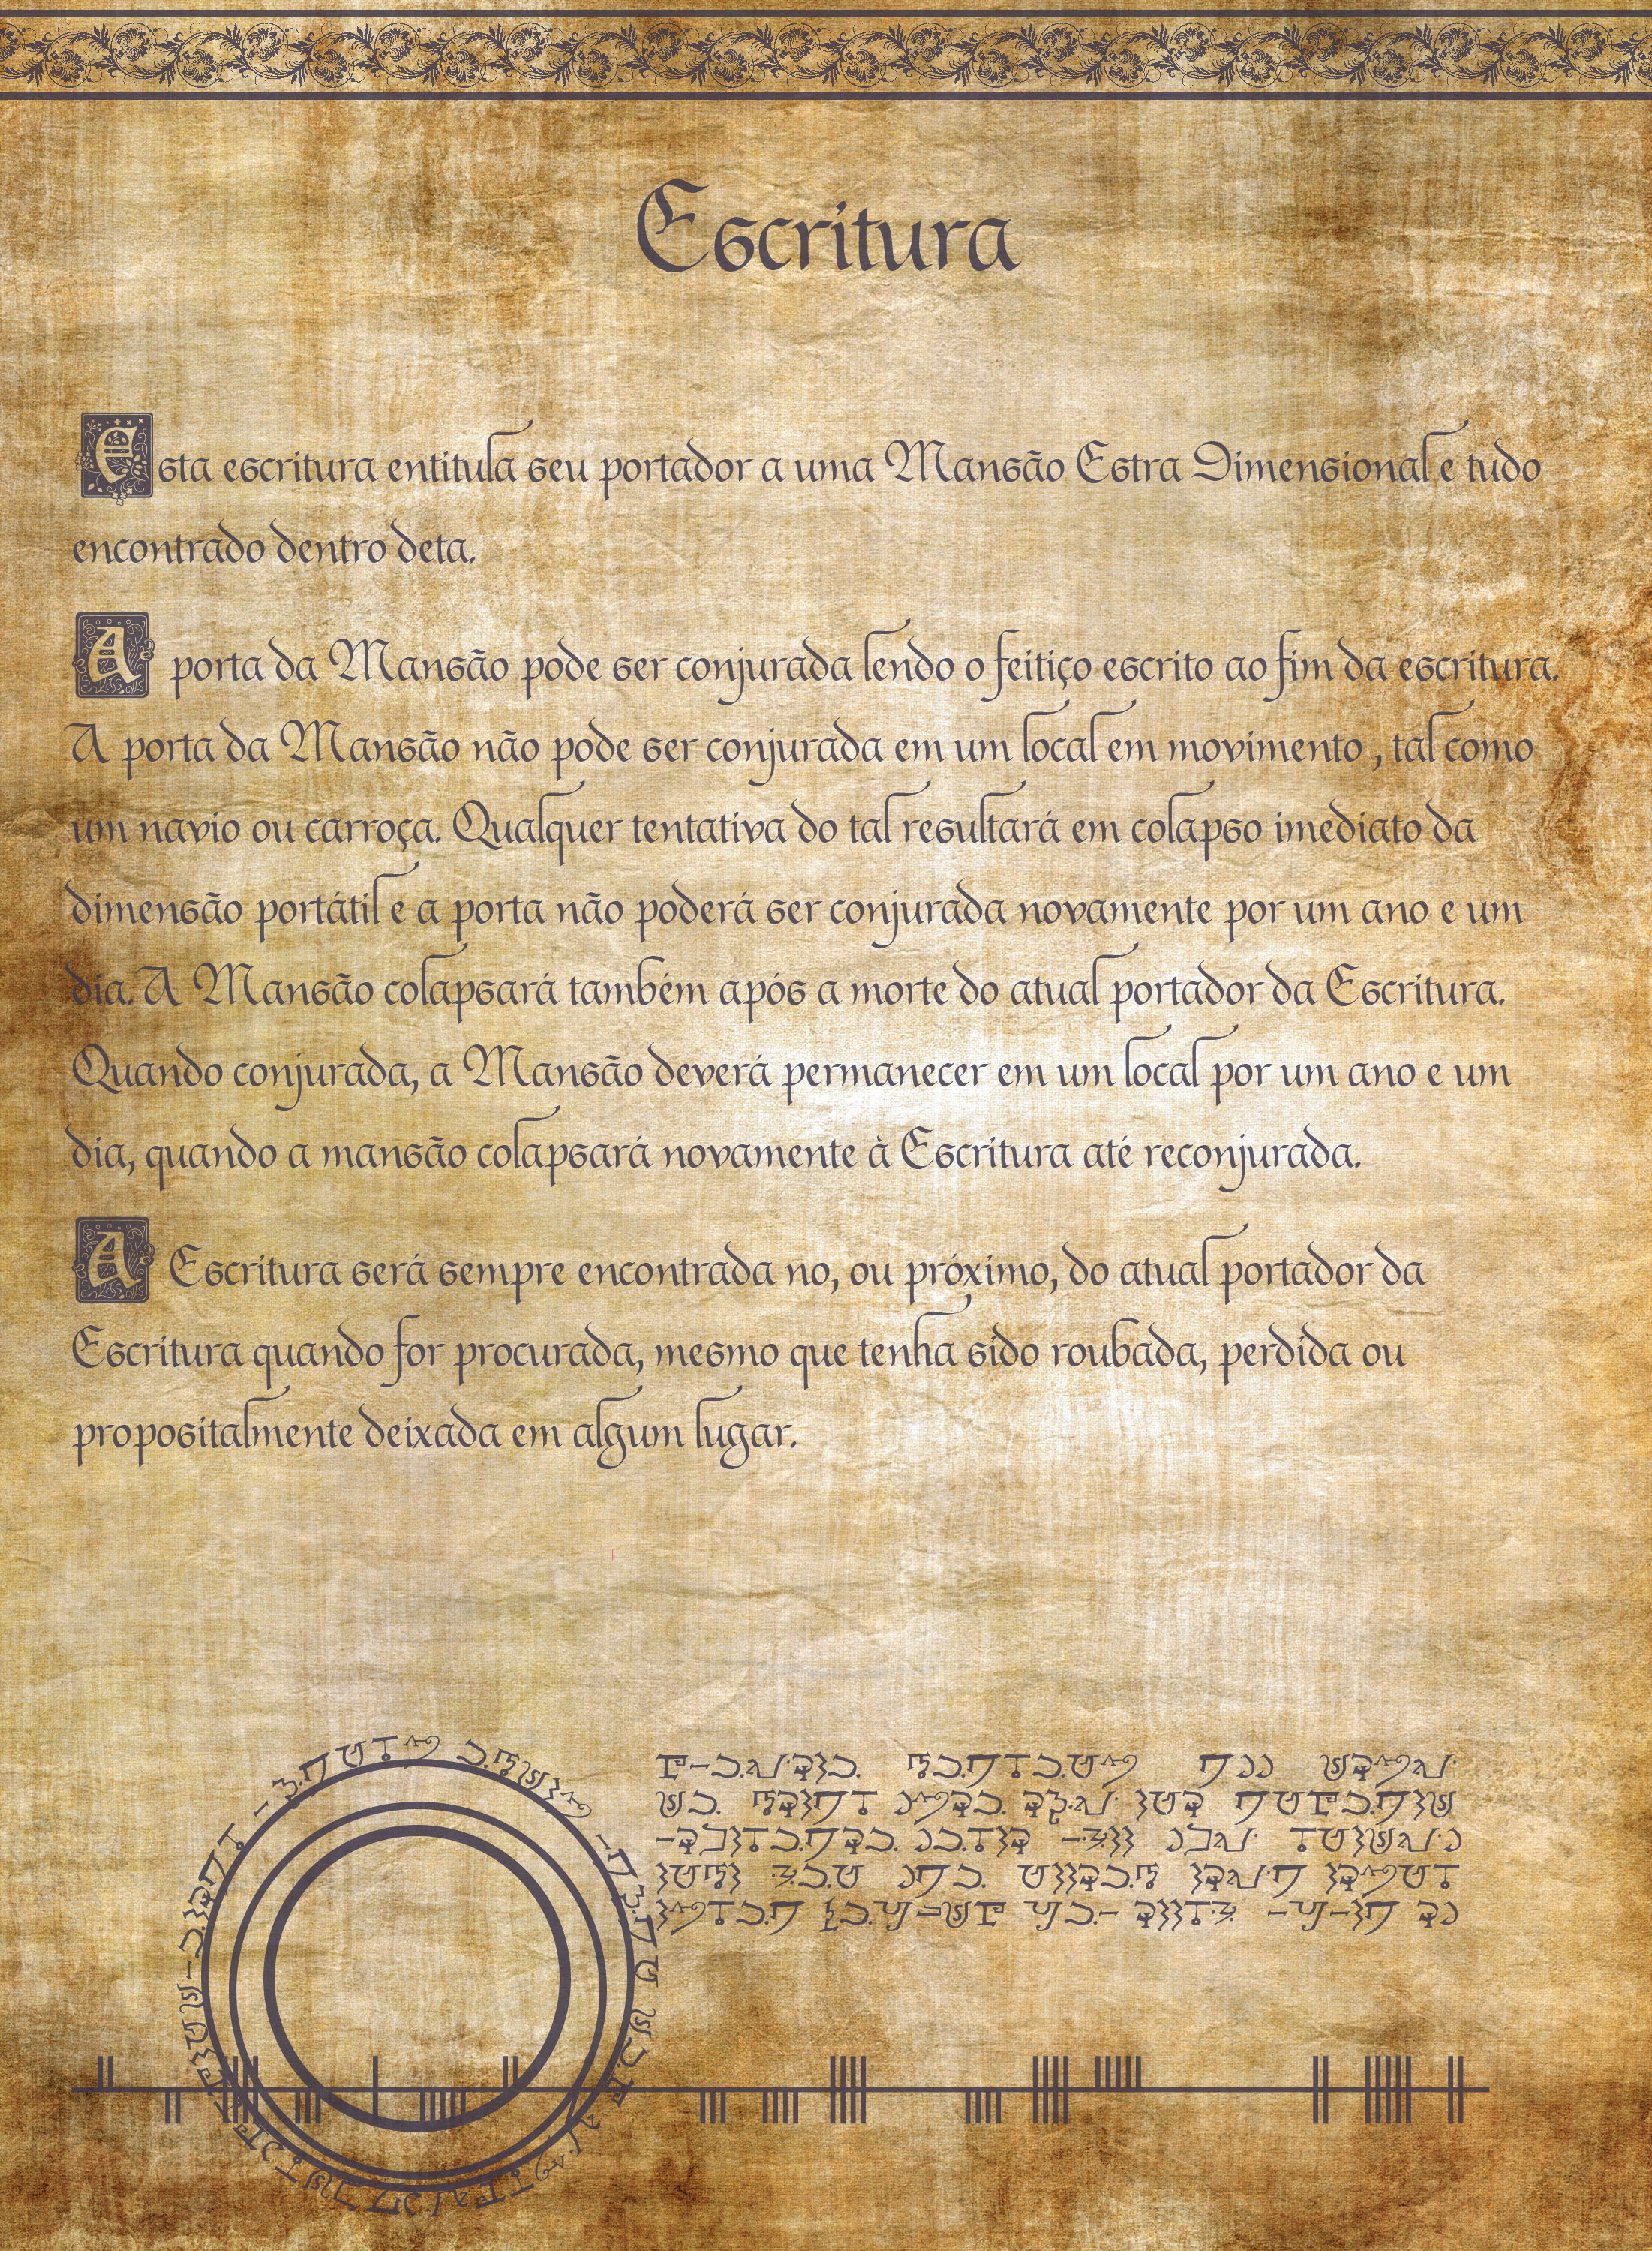 Escritura
Esta escritura entitula seu portador a uma Mansão Estra Dimensional e tudo
encontrado dentro deta.
A porta da Mansão pode ser conjurada lendo o feitiço escrito ao fim da escritura.
A porta da Mansão não pode ser conjurada em um local em movimento , tal como
um navio ou carroça. Qualquer tentativa do tal resultará em colapso imediato da
dimensão portátil e a porta não poderá ser conjurada novamente por um ano e um
dia. A Mansão colapsará também após a morte do atual portador da Escritura.
Quando conjurada, a Mansão deverá permanecer em um local por um ano e um
dia, quando a mansão colapsará novamente à Escritura até reconjurada.
A Escritura será sempre encontrada no, ou próximo, do atual portador da
Escritura quando for procurada, mesmo que tenha sido roubada, perdida ou
propositalmente deixada em algum lugar.